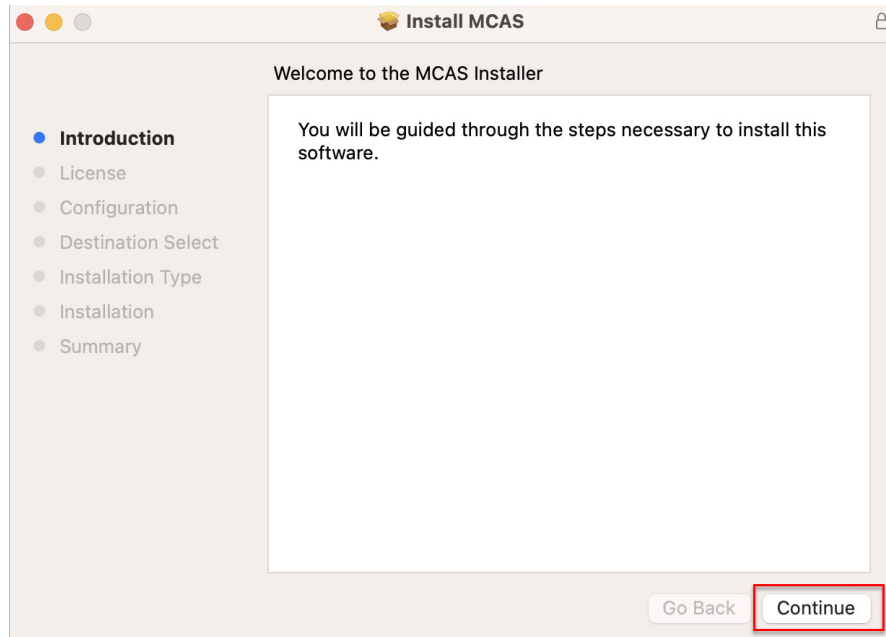 Install MCAS
Welcome to the MCAS Installer
Introduction
License
Configuration
Destination Select
Installation Type
Installation
Summary
You will be guided through the steps necessary to install this
software.
Go Back
Continue